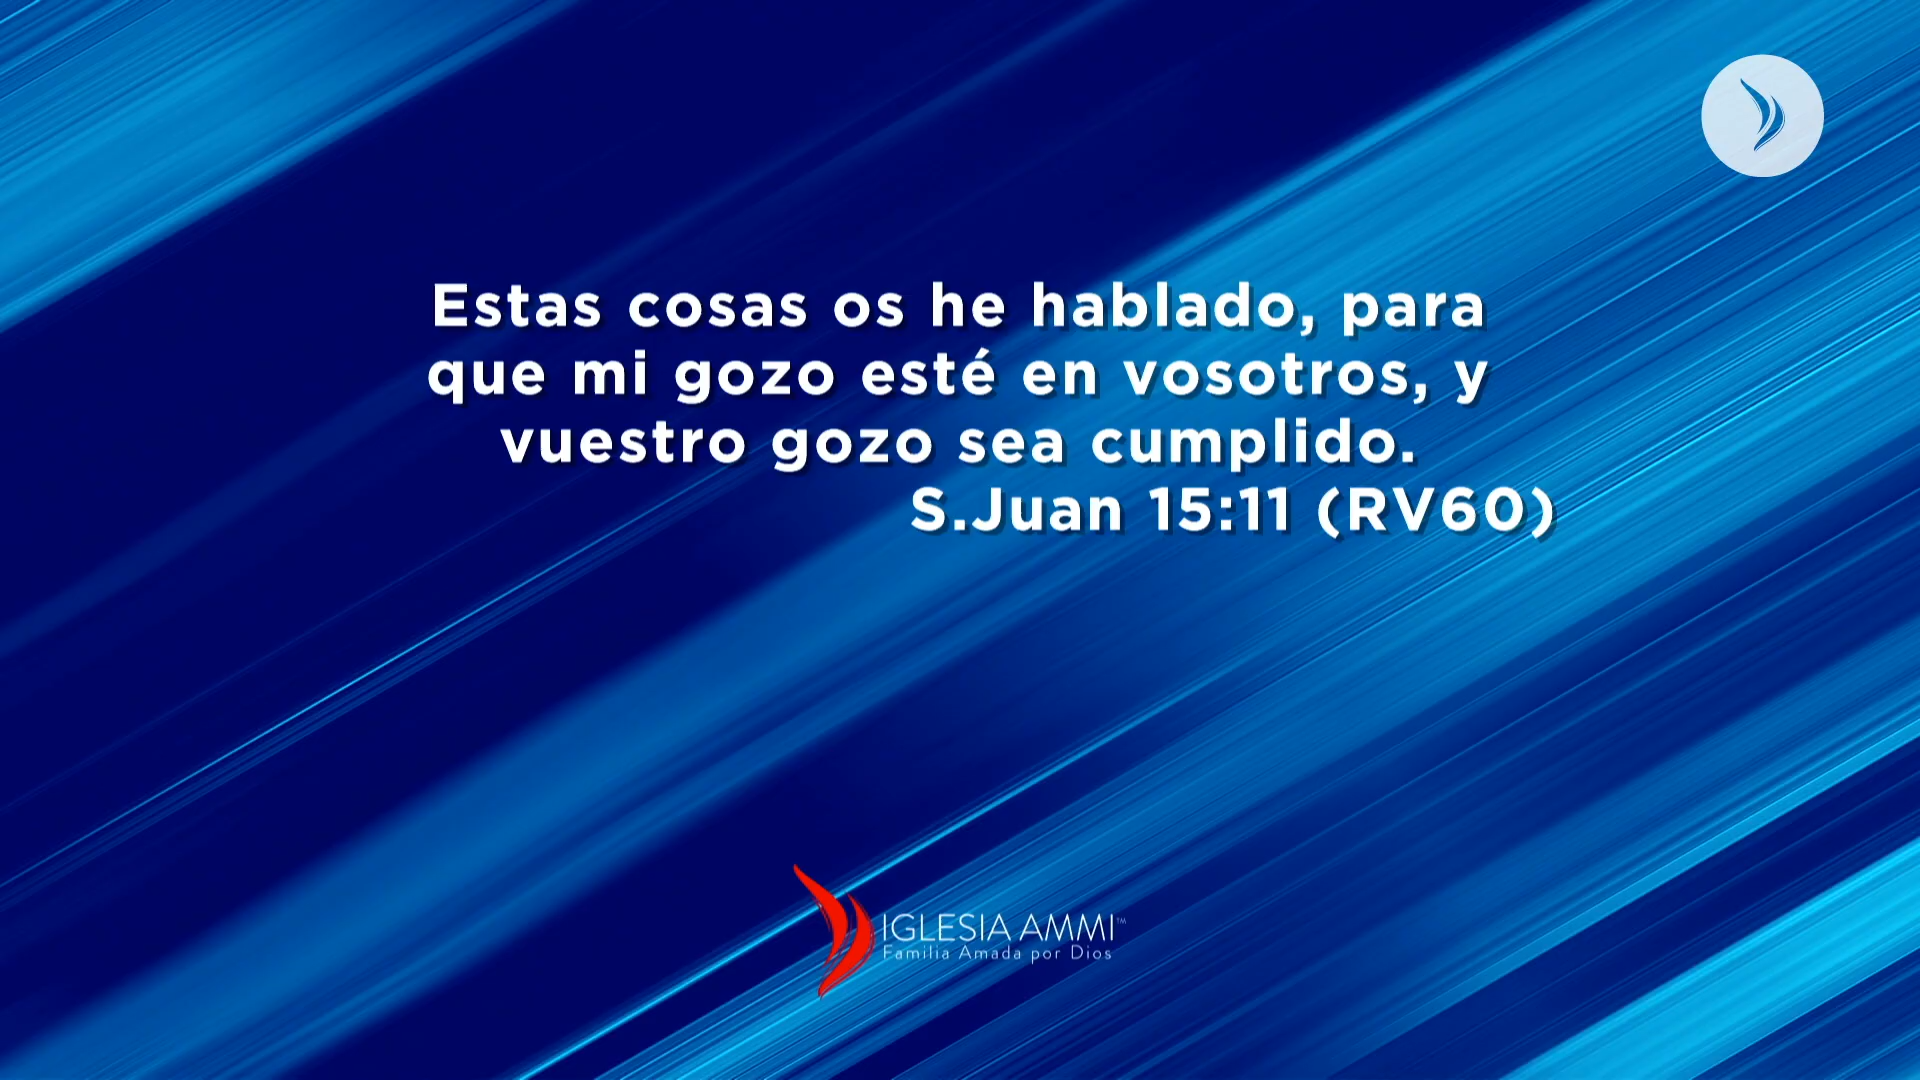 Estas cosas os he hablado, para
que mi gozo esté en vosotros, y
vuestro gozo sea cumplido.
S.Juan 15:11 (RV60)
IGLESIA AMMI™
Familia Amada por Dios